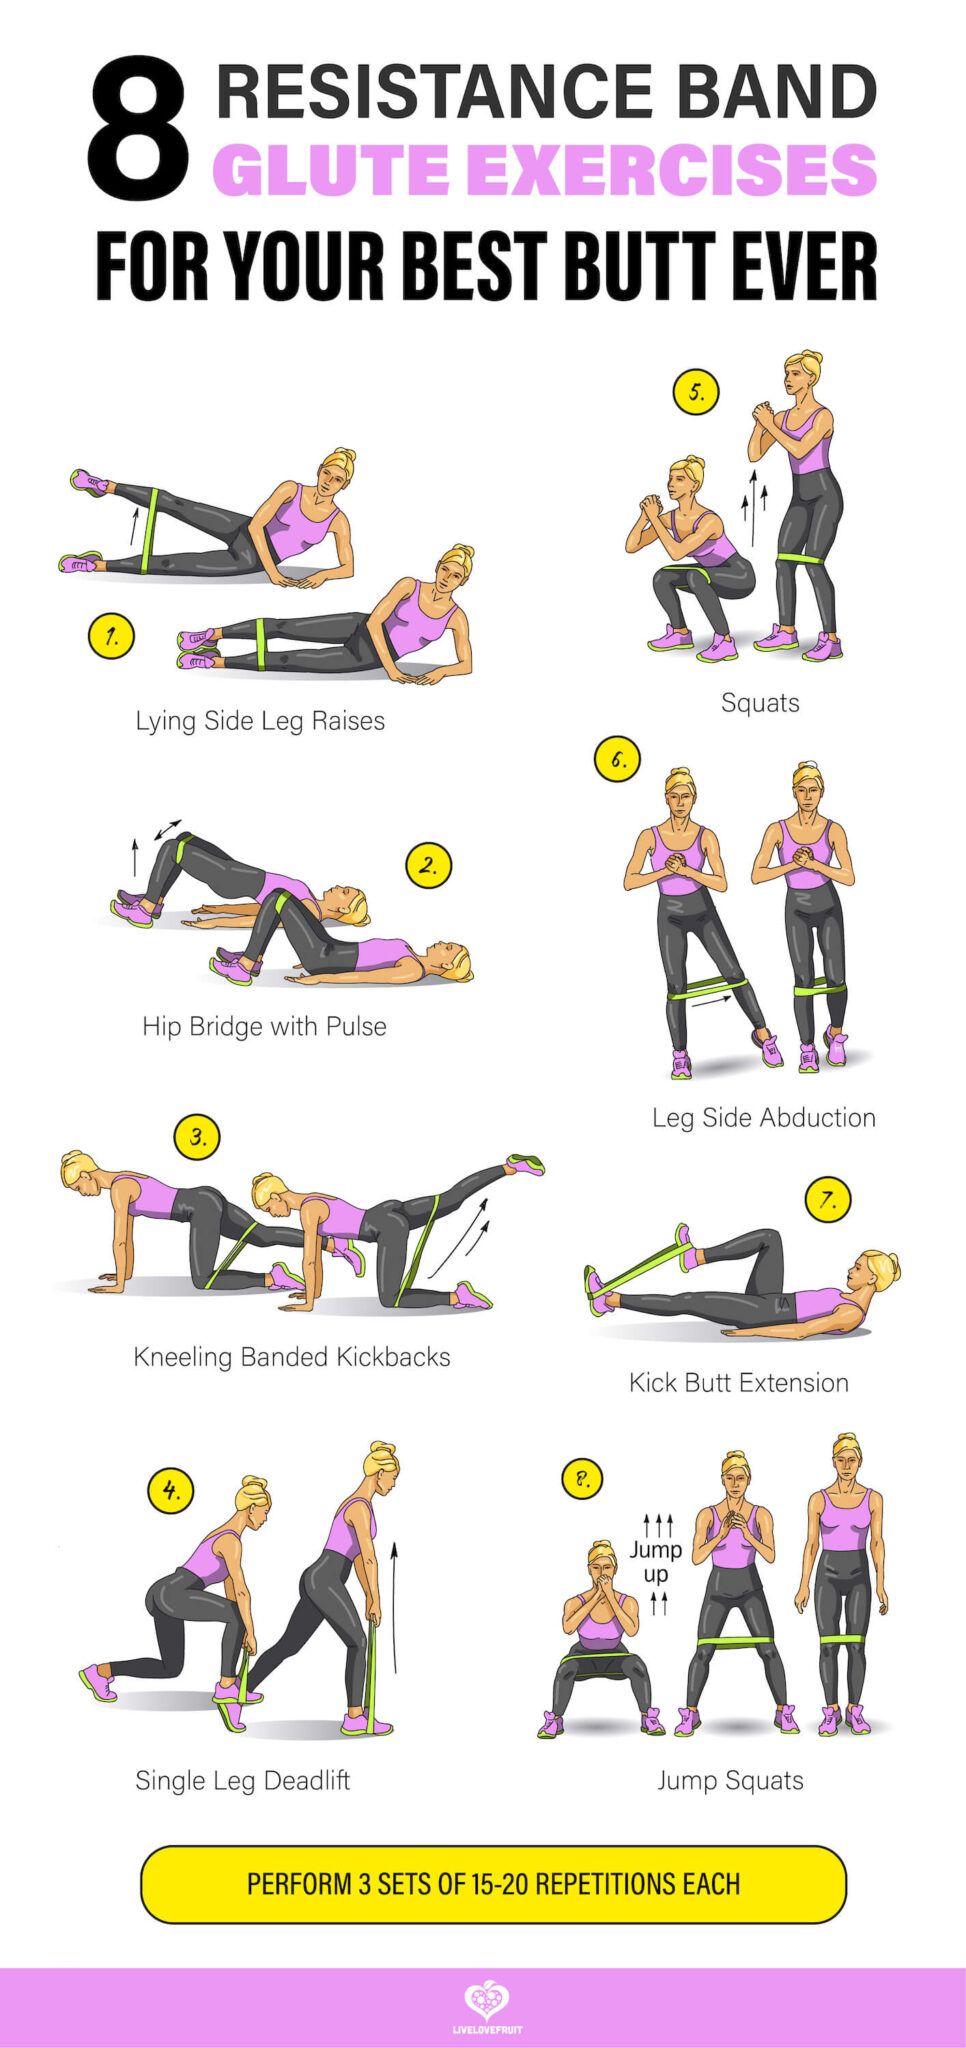 8 RESISTANCE BAND
GLUTE EXERCISES
FOR YOUR BEST BUTT EVER
1.
Lying Side Leg Raises
2.
Hip Bridge with Pulse
3.
Kneeling Banded Kickbacks
4.
Single Leg Deadlift
5.
Squats
6.
Leg Side Abduction
7.
Kick Butt Extension
8.
Jump
up
Jump Squats
PERFORM 3 SETS OF 15-20 REPETITIONS EACH
LIVELOVEFRUIT